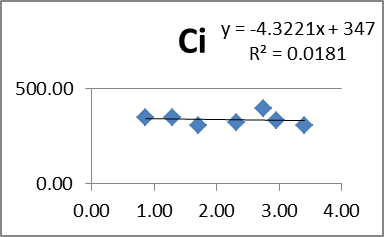 Ci
y = -4.3221x + 347
R² = 0.0181
500.00
0.00
0.00 1.00 2.00 3.00 4.00